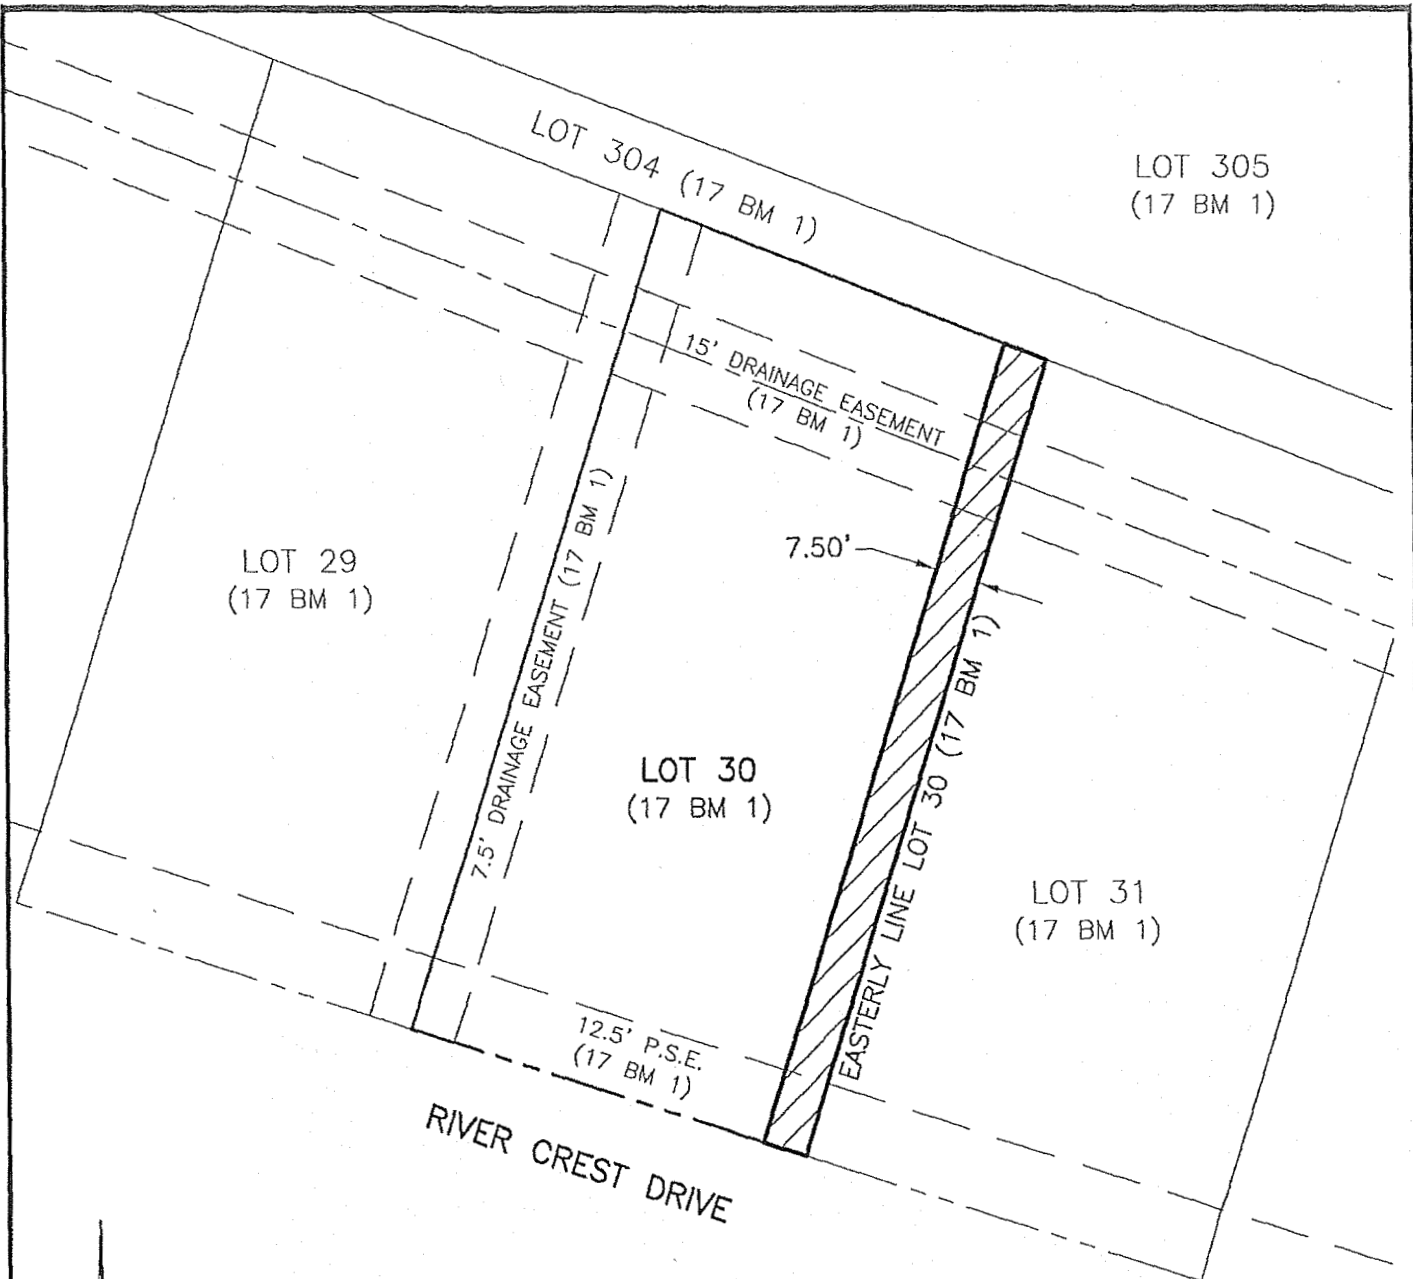 LOT 304 (17 BM 1)
LOT 305
(17 BM 1)
15' DRAINAGE EASEMENT
(17 BM 1)
7.50'
LOT 29
(17 BM 1)
7.5' DRAINAGE EASEMENT (17 BM 1)
LOT 30
(17 BM 1)
EASTERLY LINE LOT 30 (17 BM 1)
LOT 31
(17 BM 1)
12.5' P.S.E.
(17 BM 1)
RIVER CREST DRIVE